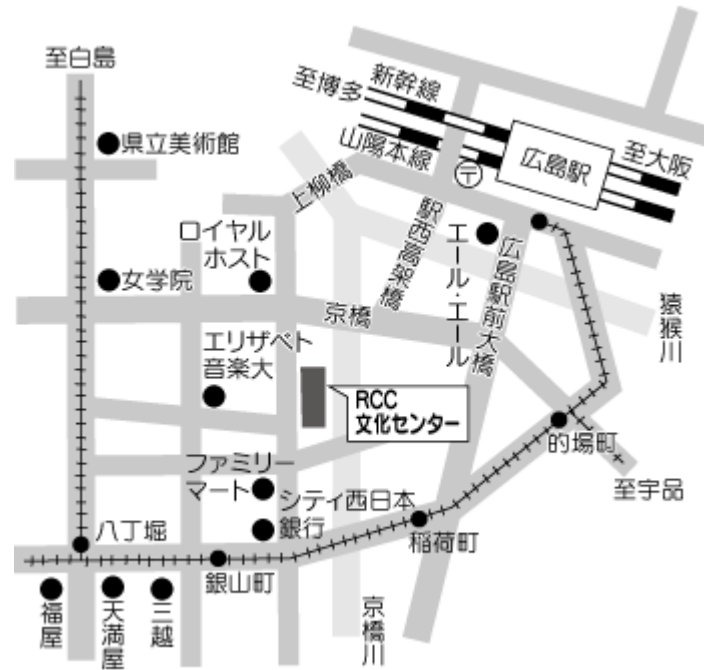 至白島
県立美術館
女学院
ロイヤル
ホスト
上柳橋
至博多
新幹線
山陽本線
〒
広島駅
至大阪
駅西高架橋
エール・エール
広島駅前大橋
猿猴川
京橋
エリザベト
音楽大
RCC
文化センター
的場町
至宇品
ファミリー
マート
シティ西日本
銀行
稲荷町
八丁堀
銀山町
福屋
天満屋
三越
京橋川